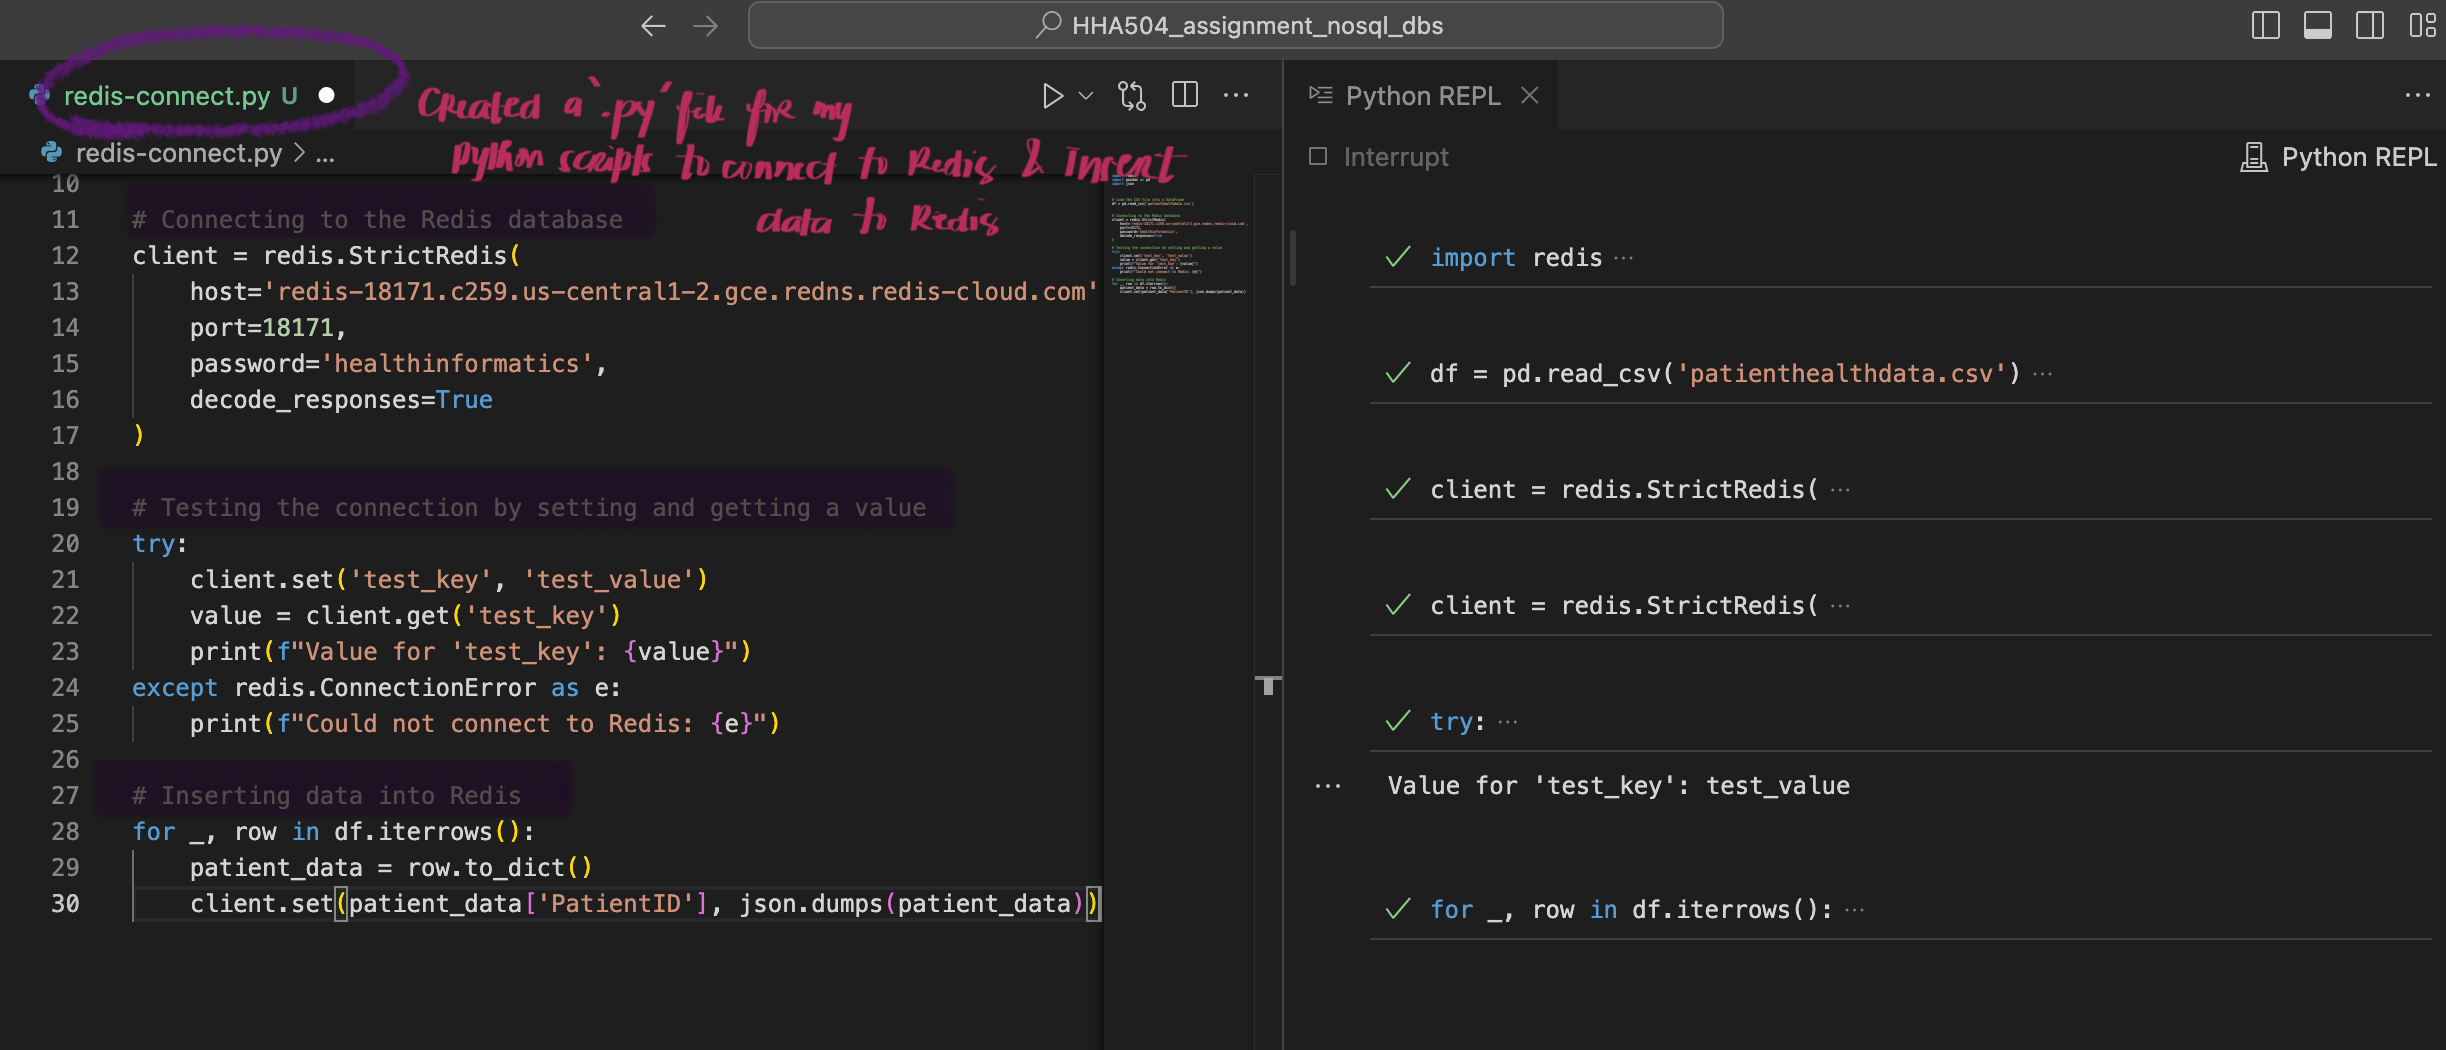 HHA504_assignment_nosql_dbs
redis-connect.py U
Created a `.py` file for my
python scripts to connect to Redis & Insert
data to Redis
redis-connect.py > ...
10
11 # Connecting to the Redis database
12 client = redis.StrictRedis(
13     host='redis-18171.c259.us-central1-2.gce.redns.redis-cloud.com'
14     port=18171,
15     password='healthinformatics',
16     decode_responses=True
17 )
18
19 # Testing the connection by setting and getting a value
20 try:
21     client.set('test_key', 'test_value')
22     value = client.get('test_key')
23     print(f"Value for 'test_key': {value}")
24 except redis.ConnectionError as e:
25     print(f"Could not connect to Redis: {e}")
26
27 # Inserting data into Redis
28 for _, row in df.iterrows():
29     patient_data = row.to_dict()
30     client.set(patient_data['PatientID'], json.dumps(patient_data))
Python REPL
Interrupt
Python REPL
import redis ...
df = pd.read_csv('patienthealthdata.csv') ...
client = redis.StrictRedis( ...
client = redis.StrictRedis( ...
try: ...
... Value for 'test_key': test_value
for _, row in df.iterrows(): ...